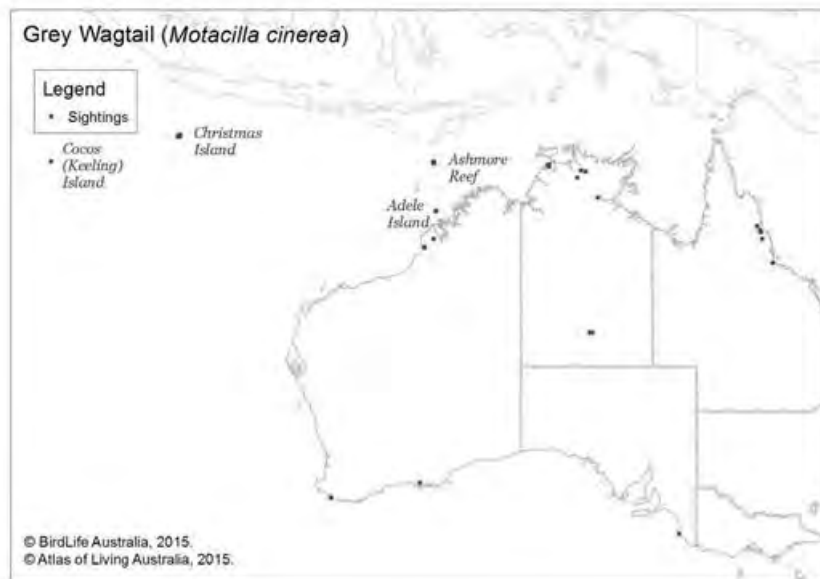 Grey Wagtail (Motacilla cinerea)
Legend
Sightings
Cocos
(Keeling)
Island
Christmas
Island
Ashmore
Reef
Adele
Island
© BirdLife Australia, 2015.
© Atlas of Living Australia, 2015.